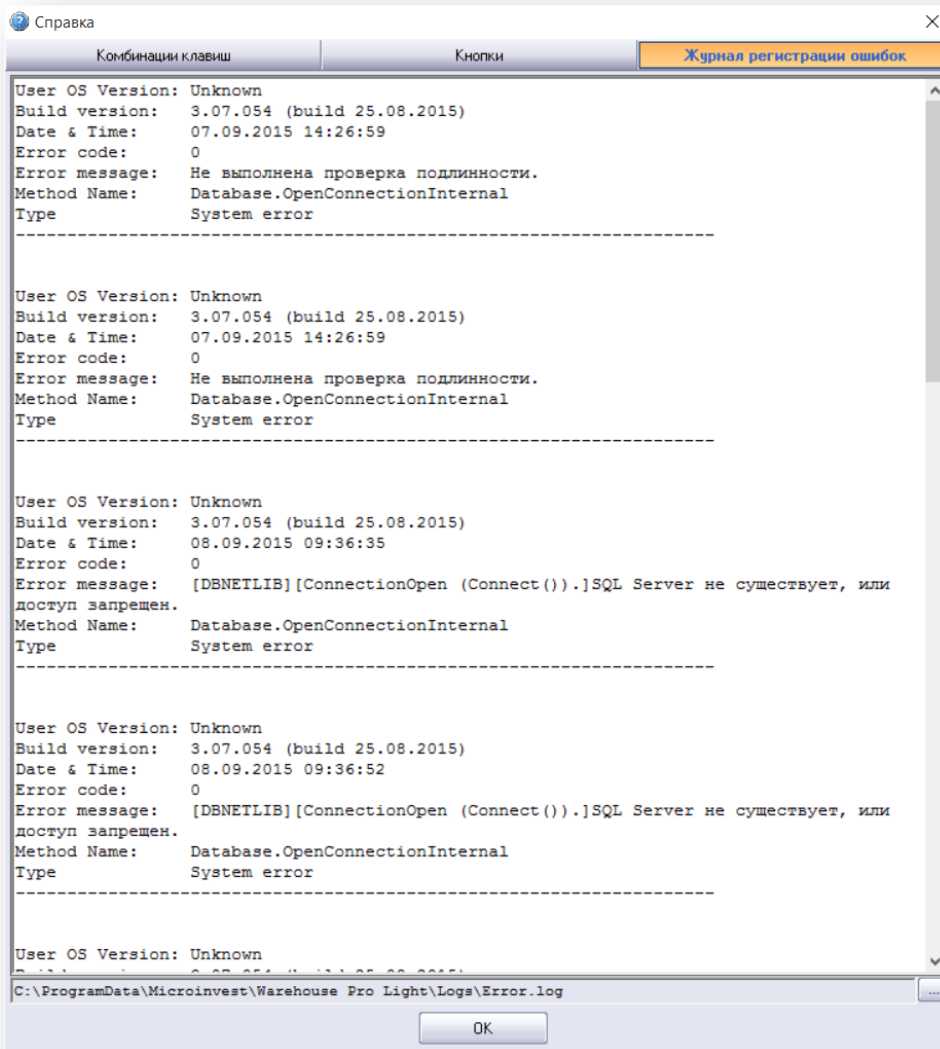 Справка
Комбинации клавиш
Кнопки
Журнал регистрации ошибок
User OS Version: Unknown
Build version: 3.07.054 (build 25.08.2015)
Date & Time: 07.09.2015 14:26:59
Error code: 0
Error message: Не выполнена проверка подлинности.
Method Name: Database.OpenConnectionInternal
Type System error
--------------------------------------------------------------------
User OS Version: Unknown
Build version: 3.07.054 (build 25.08.2015)
Date & Time: 07.09.2015 14:26:59
Error code: 0
Error message: Не выполнена проверка подлинности.
Method Name: Database.OpenConnectionInternal
Type System error
--------------------------------------------------------------------
User OS Version: Unknown
Build version: 3.07.054 (build 25.08.2015)
Date & Time: 08.09.2015 09:36:35
Error code: 0
Error message: [DBNETLIB][ConnectionOpen (Connect()).]SQL Server не существует, или
доступ запрещен.
Method Name: Database.OpenConnectionInternal
Type System error
--------------------------------------------------------------------
User OS Version: Unknown
Build version: 3.07.054 (build 25.08.2015)
Date & Time: 08.09.2015 09:36:52
Error code: 0
Error message: [DBNETLIB][ConnectionOpen (Connect()).]SQL Server не существует, или
доступ запрещен.
Method Name: Database.OpenConnectionInternal
Type System error
--------------------------------------------------------------------
User OS Version: Unknown
C:\ProgramData\Microinvest\Warehouse Pro Light\Logs\Error.log
...
OK